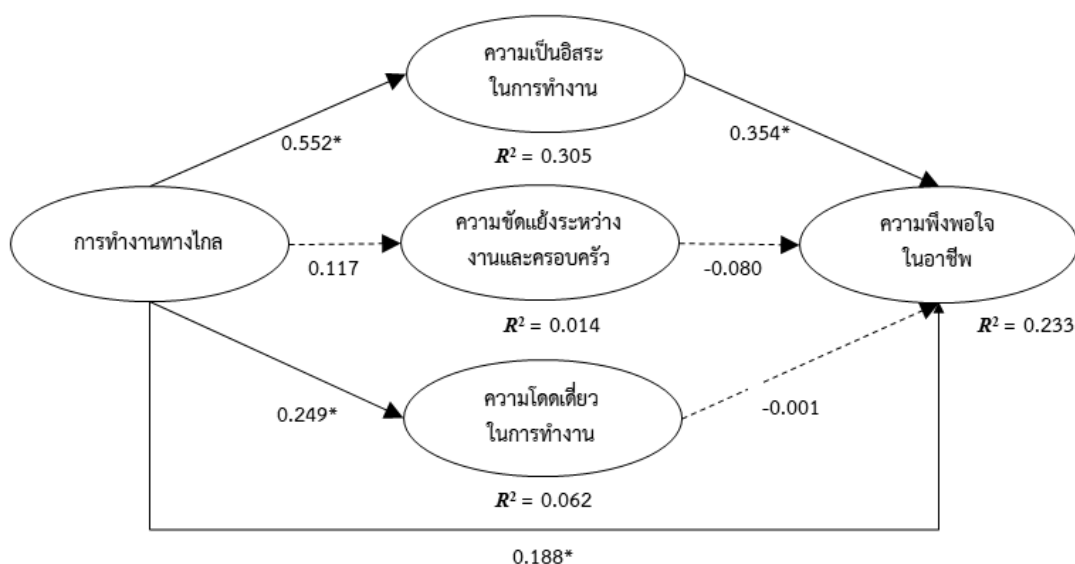 ความเป็นอิสระ
ในการทำงาน
0.552*
0.354*
R² = 0.305
การทำงานทางไกล
ความขัดแย้งระหว่าง
งานและครอบครัว
ความพึงพอใจ
ในอาชีพ
0.117
-0.080
R² = 0.014
R² = 0.233
ความโดดเดี่ยว
ในการทำงาน
0.249*
-0.001
R² = 0.062
0.188*